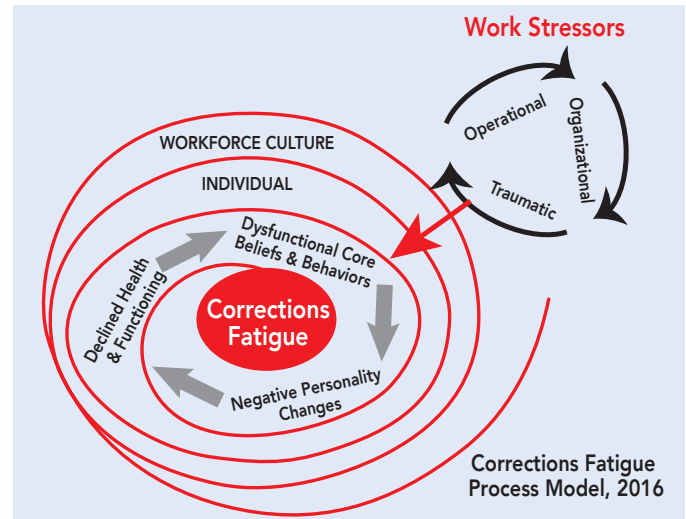 Work Stressors
Operational
Organizational
Traumatic
WORKFORCE CULTURE
INDIVIDUAL
Dysfunctional Core
Beliefs & Behaviors
Declined Health
& Functioning
Corrections
Fatigue
Negative Personality
Changes
Corrections Fatigue
Process Model, 2016